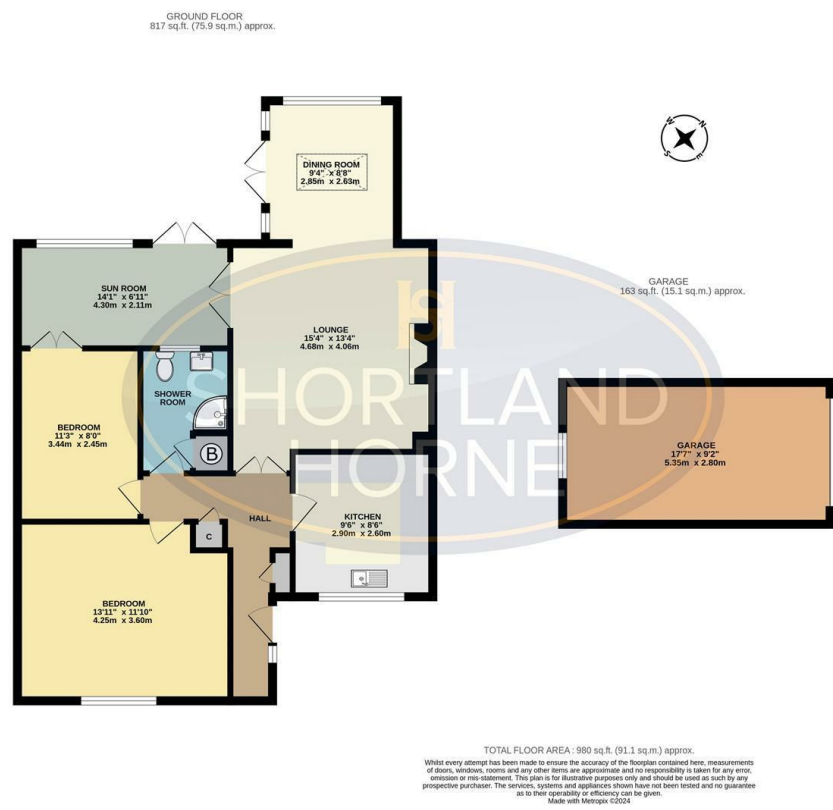 GROUND FLOOR
817 sq.ft. (75.9 sq.m.) approx.
DINING ROOM
9'4" x 8'8"
2.85m x 2.63m
W N
S E
SUN ROOM
14'1" x 6'11"
4.30m x 2.11m
GARAGE
163 sq.ft. (15.1 sq.m.) approx.
LOUNGE
15'4" x 13'4"
4.68m x 4.06m
SHORTLAND
HORNE
SHOWER
ROOM
BEDROOM
11'3" x 8'0"
3.44m x 2.45m
B
GARAGE
17'7" x 9'2"
5.35m x 2.80m
HALL
KITCHEN
9'6" x 8'6"
2.90m x 2.60m
C
BEDROOM
13'11" x 11'10"
4.25m x 3.60m
TOTAL FLOOR AREA : 980 sq.ft. (91.1 sq.m.) approx.
Whilst every attempt has been made to ensure the accuracy of the floorplan contained here, measurements
of doors, windows, rooms and any other items are approximate and no responsibility is taken for any error,
omission or mis-statement. This plan is for illustrative purposes only and should be used as such by any
prospective purchaser. The services, systems and appliances shown have not been tested and no guarantee
as to their operability or efficiency can be given.
Made with Metropix ©2024